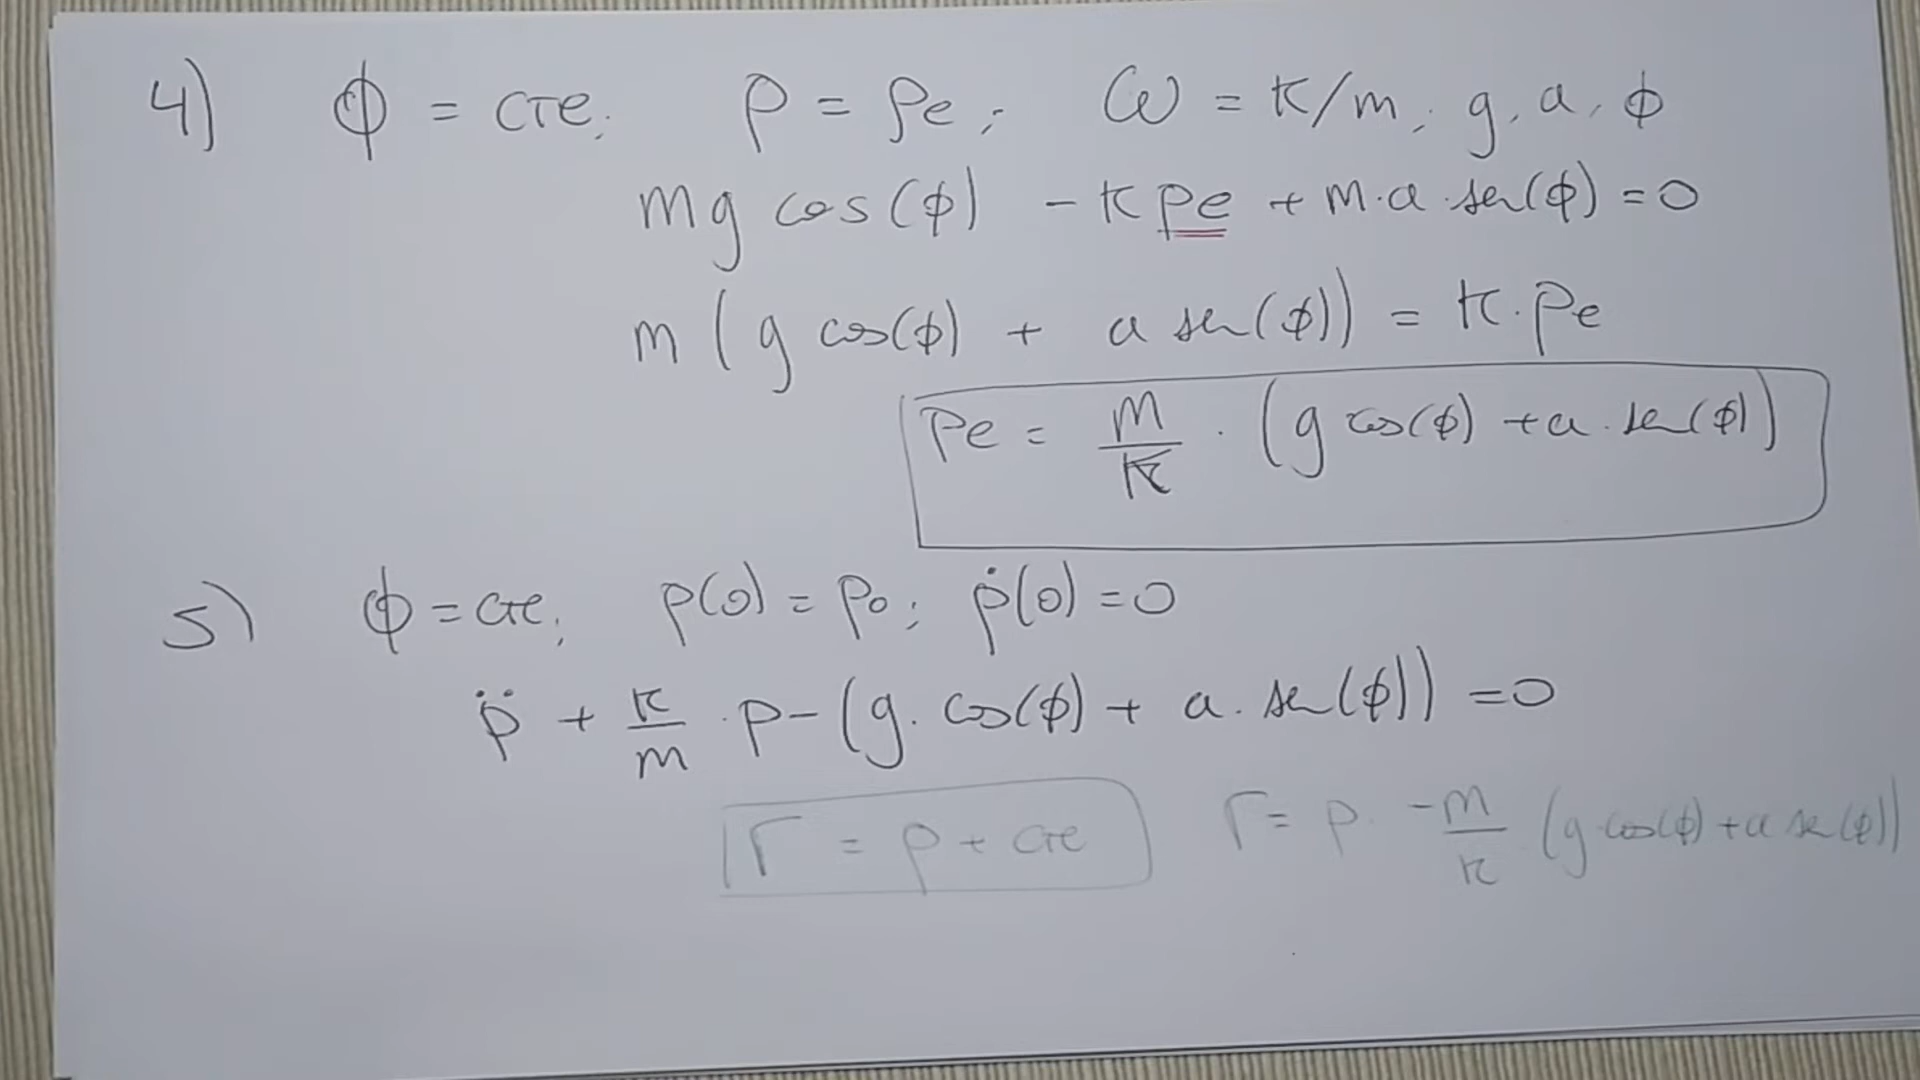 4) ϕ = cte; ρ = ρe; ω = k/m; g, a, ϕ
mg cos(ϕ) - kρe + m·a·sen(ϕ) = 0
m(g cos(ϕ) + a sen(ϕ)) = k·ρe
ρe = m/k · (g cos(ϕ) + a·sen(ϕ))
5) ϕ = cte; ρ(0) = ρ0; ρ̇(0) = 0
ρ̈ + k/m · ρ - (g·cos(ϕ) + a·sen(ϕ)) = 0
Γ = ρ + cte Γ = ρ - m/k (g·cos(ϕ) + a sen(ϕ))